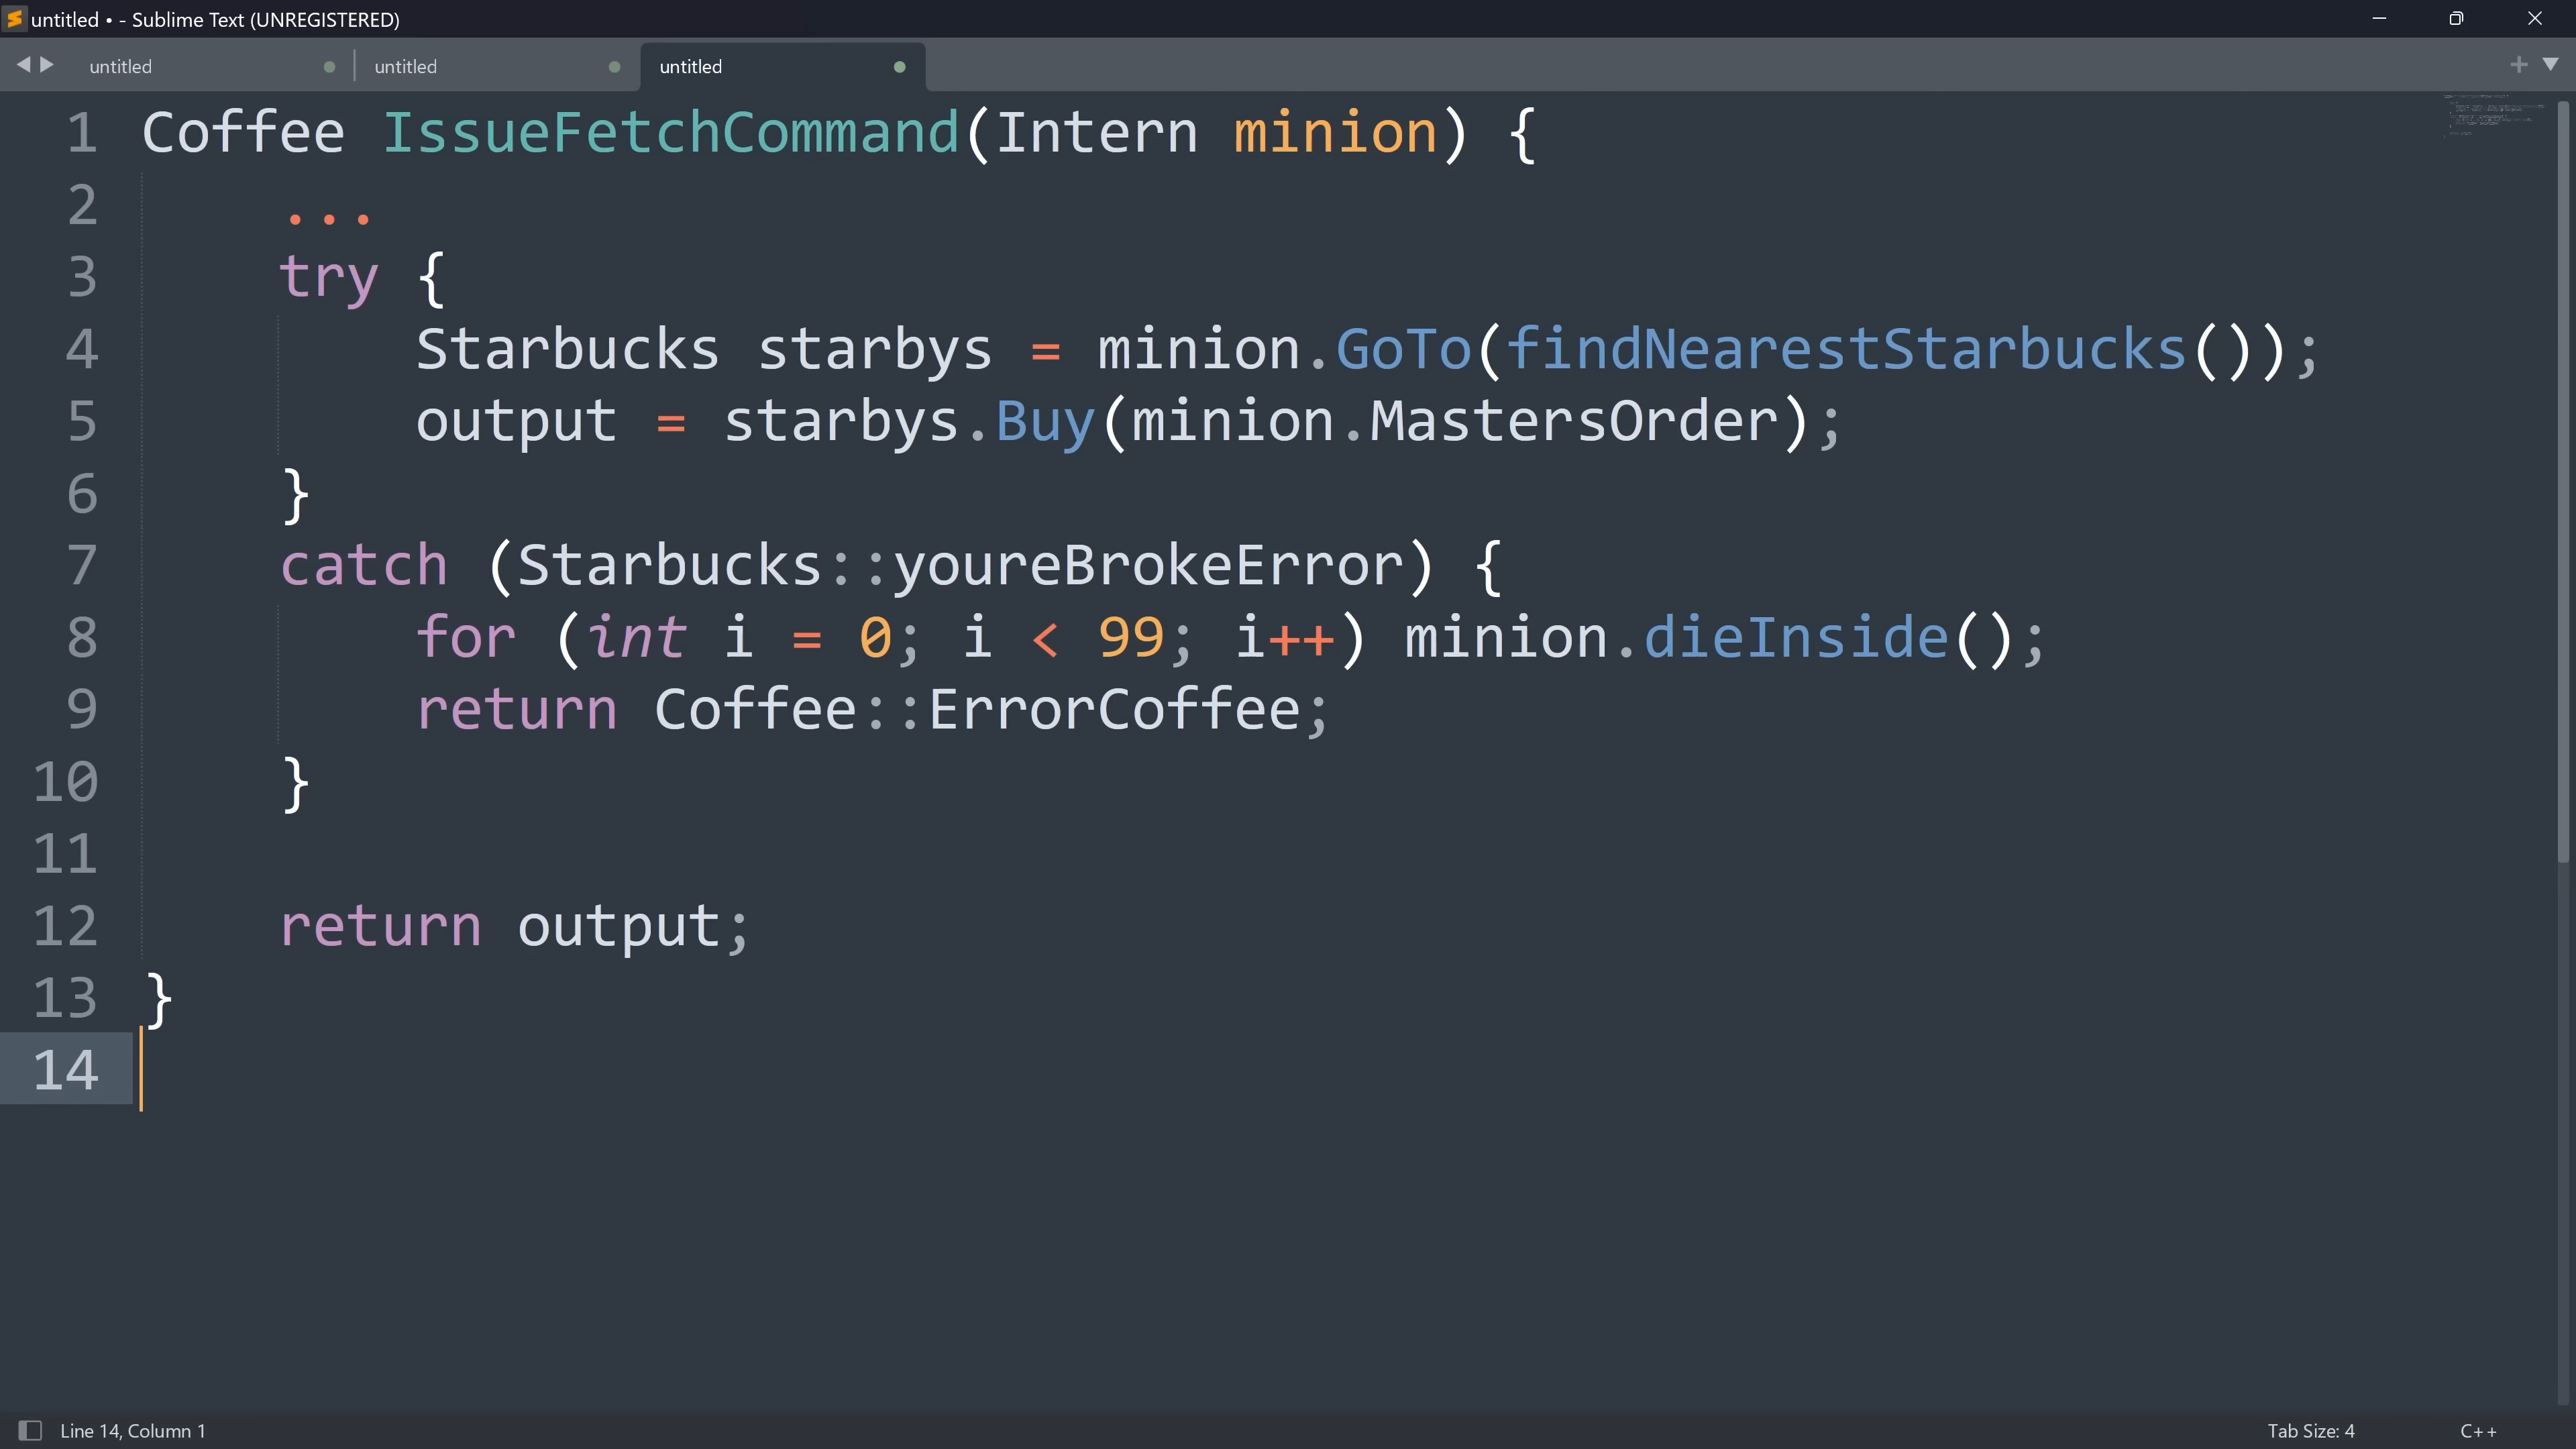 untitled • - Sublime Text (UNREGISTERED)
untitled untitled untitled
1 Coffee IssueFetchCommand(Intern minion) {
2     ...
3     try {
4         Starbucks starbys = minion.GoTo(findNearestStarbucks());
5         output = starbys.Buy(minion.MastersOrder);
6     }
7     catch (Starbucks::youreBrokeError) {
8         for (int i = 0; i < 99; i++) minion.dieInside();
9         return Coffee::ErrorCoffee;
10     }
11
12     return output;
13 }
14
Line 14, Column 1 Tab Size: 4 C++